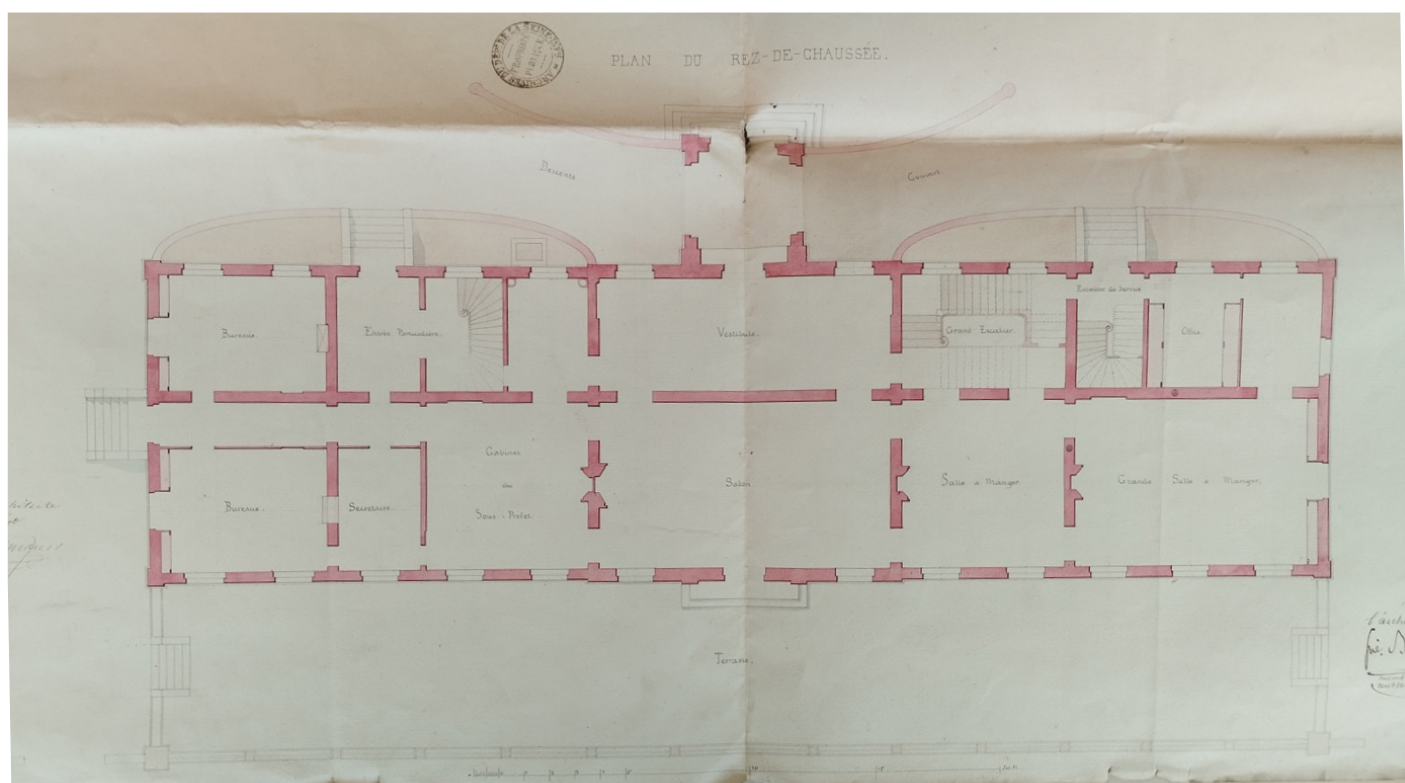 PLAN DU REZ-DE-CHAUSSÉE.
Descente
Couvert
Bureaux.
Entrée Particulière.
Vestibule.
Grand Escalier.
Escalier de Service
Office.
Bureaux.
Secrétaire.
Cabinet
du
Sous-Préfet.
Salon
Salle à Manger.
Grande Salle à Manger.
Terrasse.